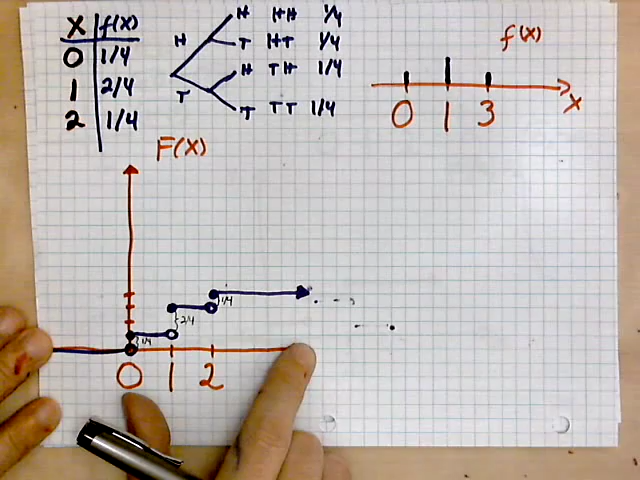 X f(x)
0 1/4
1 2/4
2 1/4
H H HH 1/4
T HT 1/4
T H TH 1/4
T TT 1/4
f(x)
0 1 3 X
F(X)
1/4
2/4
1/4
0 1 2